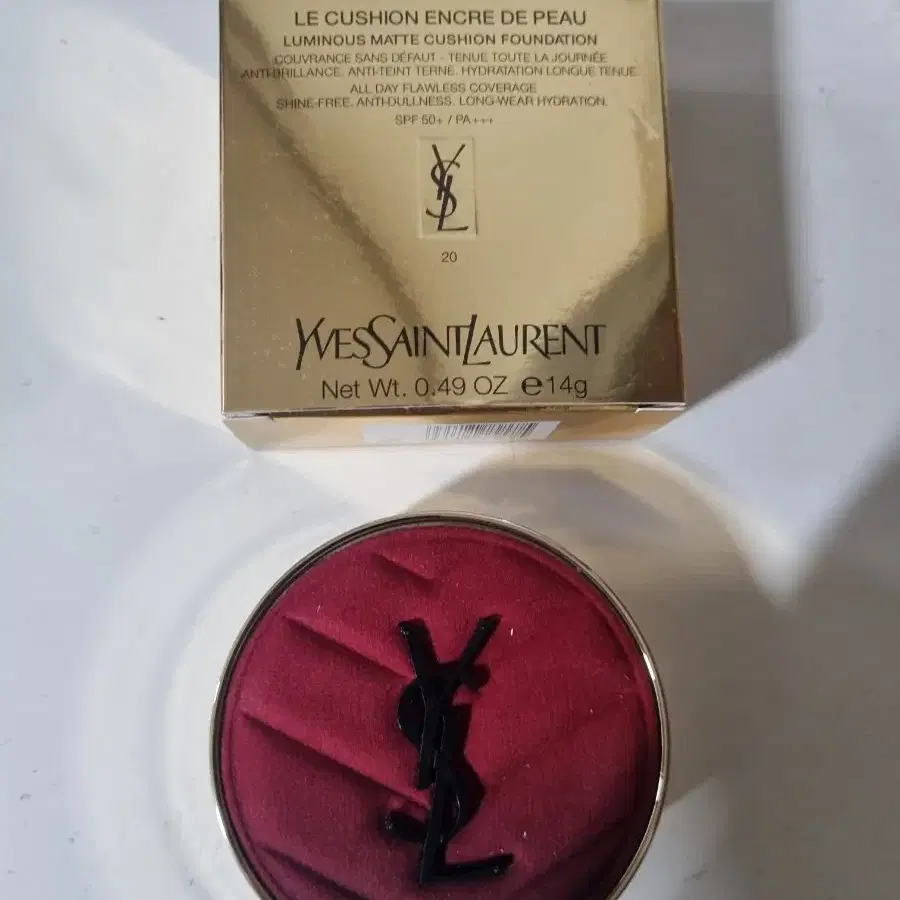 LE CUSHION ENCRE DE PEAU
LUMINOUS MATTE CUSHION FOUNDATION
COUVRANCE SANS DÉFAUT - TENUE TOUTE LA JOURNÉE
ANTI-BRILLANCE. ANTI-TEINT TERNE. HYDRATATION LONGUE TENUE.
ALL DAY FLAWLESS COVERAGE
SHINE-FREE. ANTI-DULLNESS. LONG-WEAR HYDRATION.
SPF 50+ / PA+++
YSL
20
YVESSAINTLAURENT
Net Wt. 0.49 OZ e14g
YSL